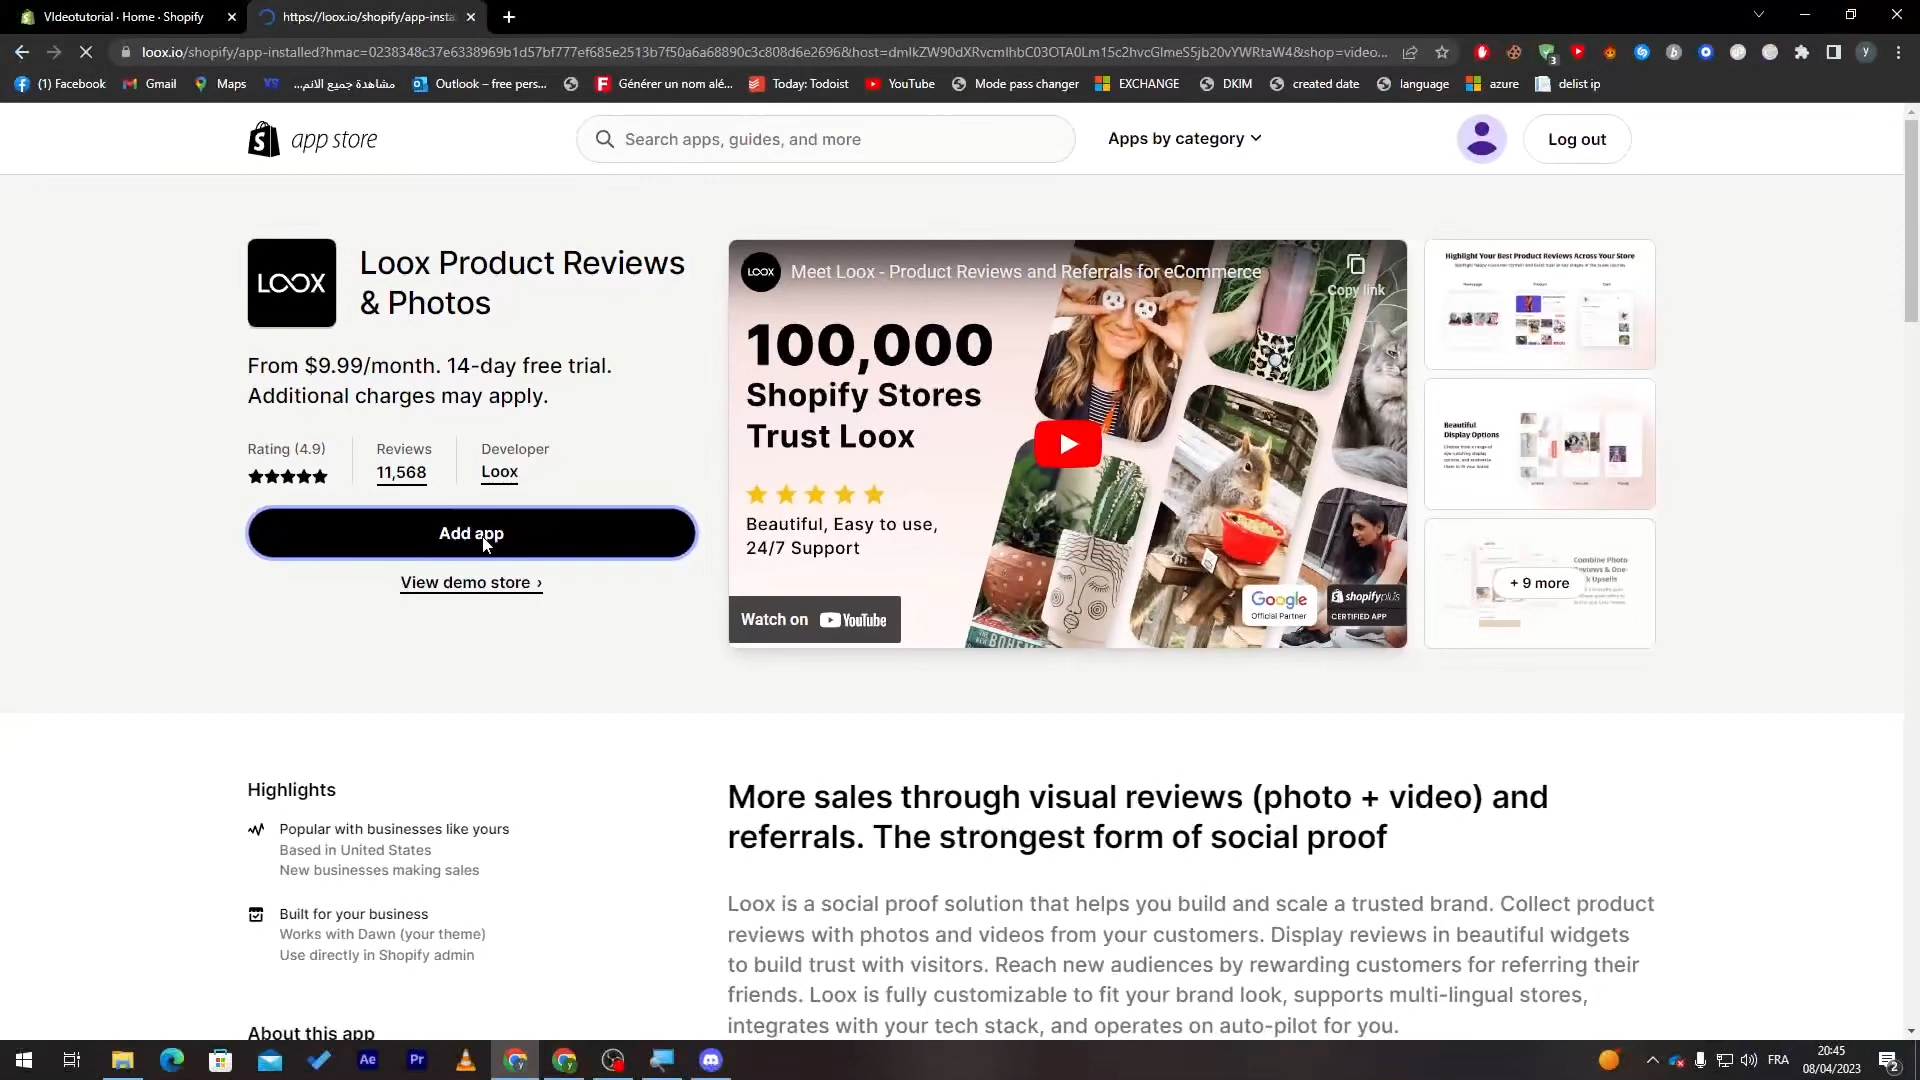 VIdeotutorial · Home · Shopify
https://loox.io/shopify/app-insta
loox.io/shopify/app-installed?hmac=0238348c37e6338969b1d57bf777ef685e2513b7f50a6a68890c3c808d6e2696&host=dmlkZW90dXRvcmlhbC03OTA0Lm15c2hvcGlmeS5jb20vYWRtaW4&shop=video...
(1) Facebook
Gmail
Maps
مشاهدة جميع الانم...
Outlook – free pers...
Générer un nom alé...
Today: Todoist
YouTube
Mode pass changer
EXCHANGE
DKIM
created date
language
azure
delist ip
app store
Search apps, guides, and more
Apps by category
Log out
LOOX
Loox Product Reviews
& Photos
From $9.99/month. 14-day free trial.
Additional charges may apply.
Rating (4.9)
Reviews
11,568
Developer
Loox
Add app
View demo store ›
LOOX
Meet Loox - Product Reviews and Referrals for eCommerce
Copy link
100,000
Shopify Stores
Trust Loox
Beautiful, Easy to use,
24/7 Support
Watch on YouTube
Google
Official Partner
shopifyplus
CERTIFIED APP
Highlight Your Best Product Reviews Across Your Store
Beautiful
Display Options
Combine Photo
+ 9 more
Highlights
Popular with businesses like yours
Based in United States
New businesses making sales
Built for your business
Works with Dawn (your theme)
Use directly in Shopify admin
About this app
More sales through visual reviews (photo + video) and
referrals. The strongest form of social proof
Loox is a social proof solution that helps you build and scale a trusted brand. Collect product
reviews with photos and videos from your customers. Display reviews in beautiful widgets
to build trust with visitors. Reach new audiences by rewarding customers for referring their
friends. Loox is fully customizable to fit your brand look, supports multi-lingual stores,
integrates with your tech stack, and operates on auto-pilot for you.
Ae
Pr
FRA
20:45
08/04/2023
2